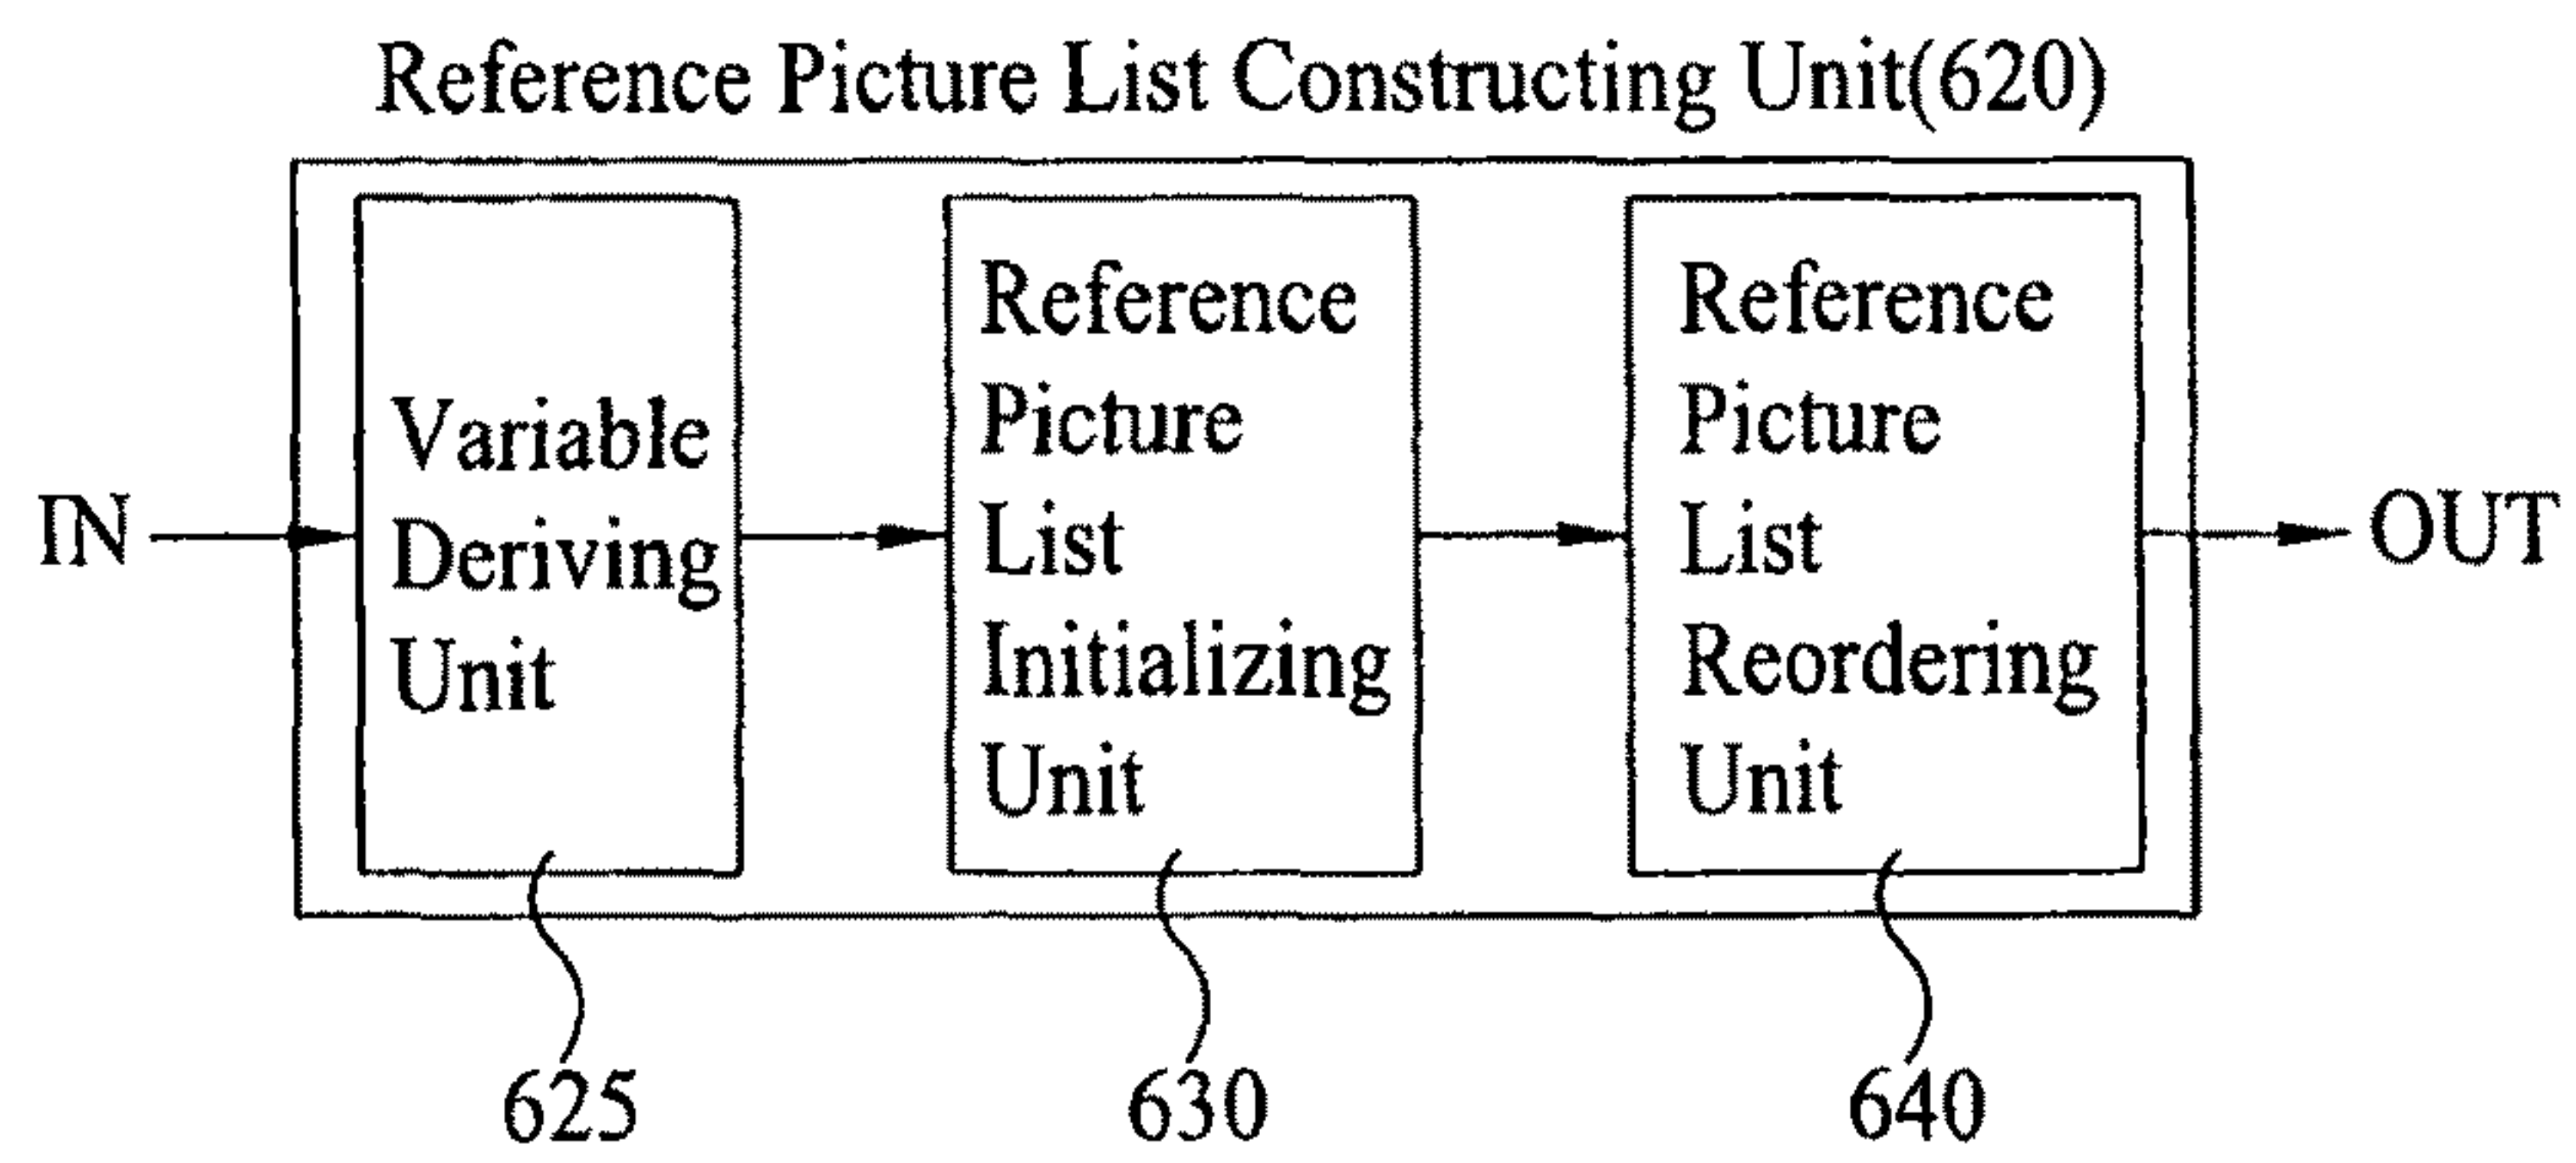 Reference Picture List Constructing Unit(620)
IN
Variable
Deriving
Unit
Reference
Picture
List
Initializing
Unit
Reference
Picture
List
Reordering
Unit
OUT
625
630
640